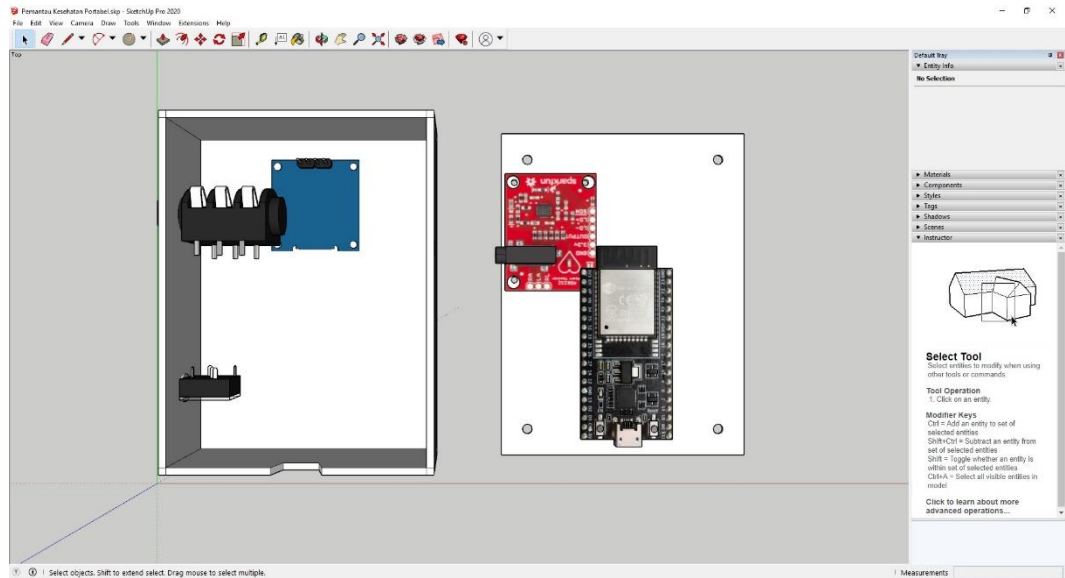 Pemantau Kesehatan Portabel.skp - SketchUp Pro 2020
File Edit View Camera Draw Tools Window Extensions Help
Top
Default Tray
Entity Info
No Selection
Materials
Components
Styles
Tags
Shadows
Scenes
Instructor
Select Tool
Select entities to modify when using
other tools or commands.
Tool Operation
1. Click on an entity.
Modifier Keys
Ctrl = Add an entity to set of
selected entities
Shift+Ctrl = Subtract an entity from
set of selected entities
Shift = Toggle whether an entity is
within set of selected entities
Ctrl+A = Select all visible entities in
model
Click to learn about more
advanced operations...
sparkfun
OUTPUT
3.3v
GND
Select objects. Shift to extend select. Drag mouse to select multiple.
Measurements